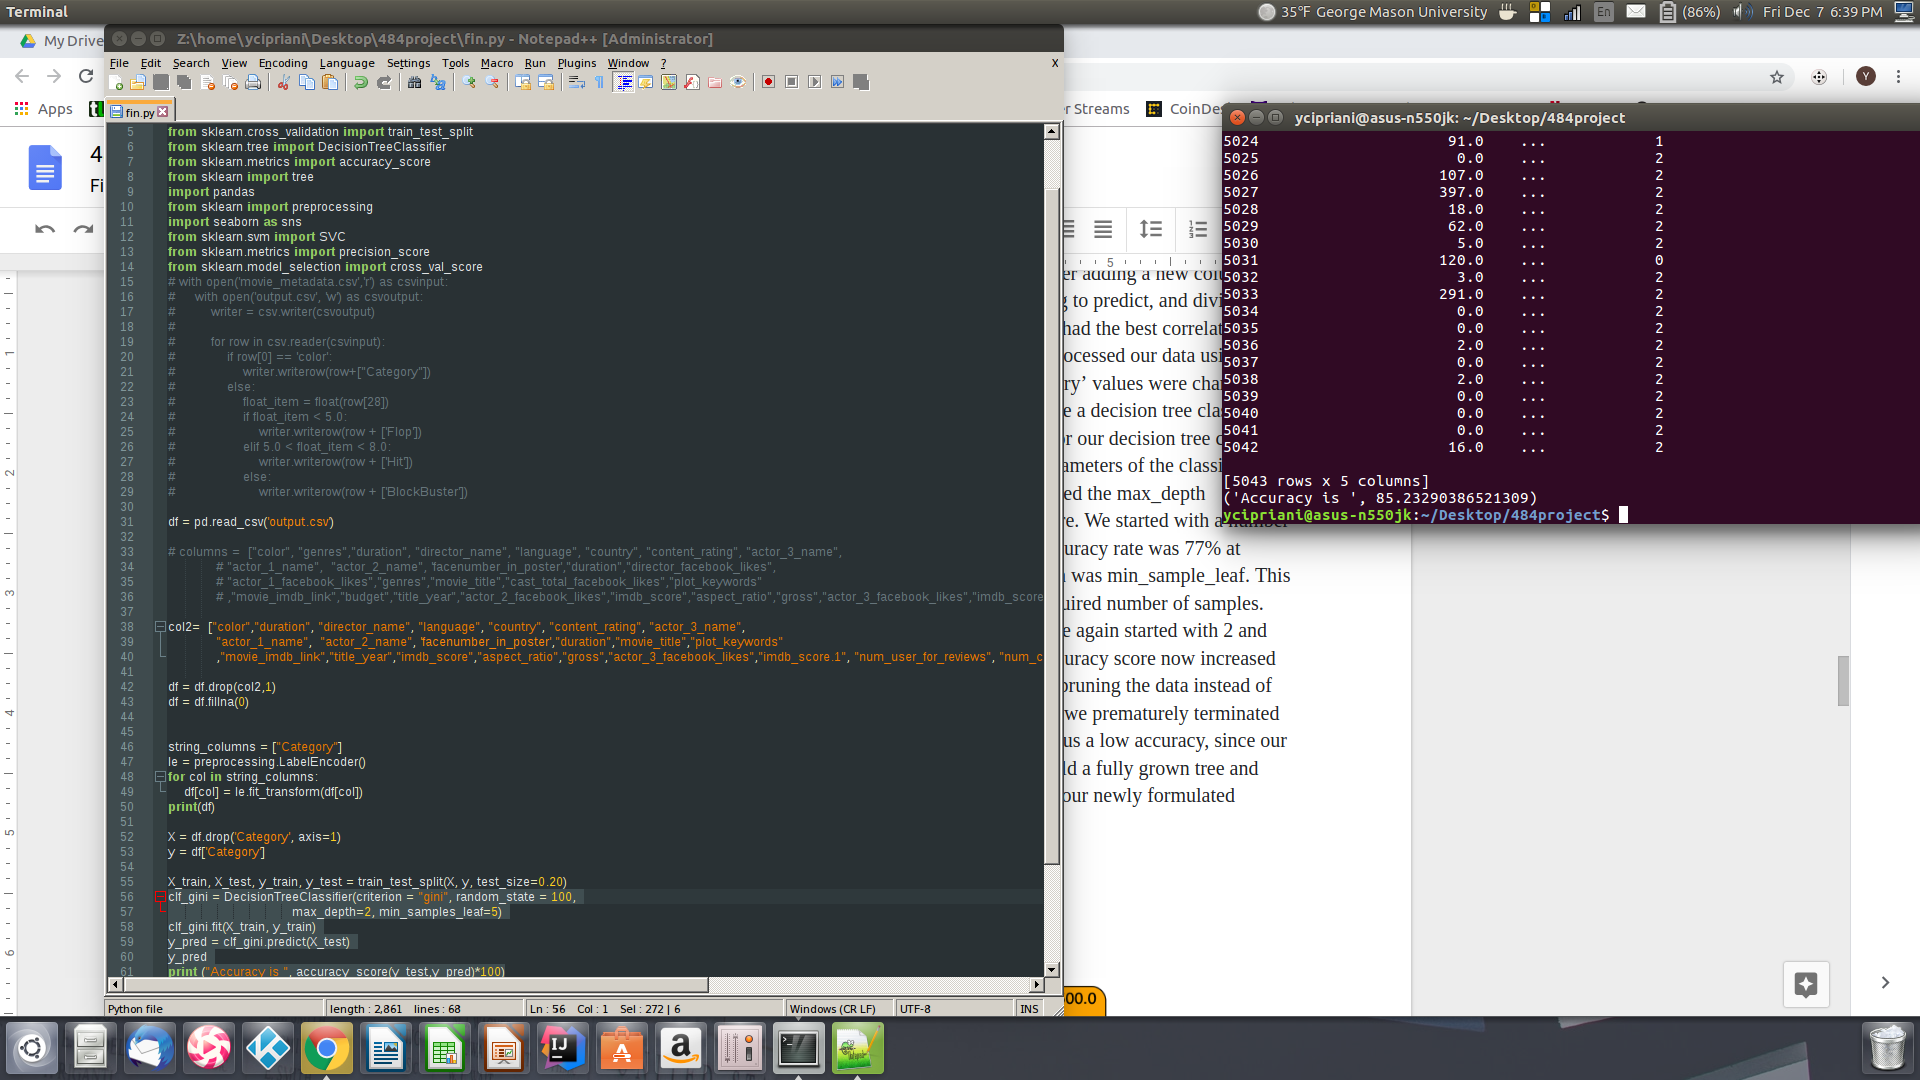 Terminal
35°F George Mason University
En
(86%)
Fri Dec 7 6:39 PM
My Drive
Z:\home\ycipriani\Desktop\484project\fin.py - Notepad++ [Administrator]
File Edit Search View Encoding Language Settings Tools Macro Run Plugins Window ? X
Apps
fin.py
5 from sklearn.cross_validation import train_test_split
6 from sklearn.tree import DecisionTreeClassifier
7 from sklearn.metrics import accuracy_score
8 from sklearn import tree
9 import pandas
10 from sklearn import preprocessing
11 import seaborn as sns
12 from sklearn.svm import SVC
13 from sklearn.metrics import precision_score
14 from sklearn.model_selection import cross_val_score
15 # with open('movie_metadata.csv','r') as csvinput:
16 # with open('output.csv', 'w') as csvoutput:
17 # writer = csv.writer(csvoutput)
18 #
19 # for row in csv.reader(csvinput):
20 # if row[0] == 'color':
21 # writer.writerow(row+["Category"])
22 # else:
23 # float_item = float(row[28])
24 # if float_item < 5.0:
25 # writer.writerow(row + ['Flop'])
26 # elif 5.0 < float_item < 8.0:
27 # writer.writerow(row + ['Hit'])
28 # else:
29 # writer.writerow(row + ['BlockBuster'])
30
31 df = pd.read_csv('output.csv')
32
33 # columns = ["color", "genres","duration", "director_name", "language", "country", "content_rating", "actor_3_name",
34 # "actor_1_name", "actor_2_name", 'facenumber_in_poster',"duration","director_facebook_likes",
35 # "actor_1_facebook_likes","genres","movie_title","cast_total_facebook_likes","plot_keywords"
36 # ,"movie_imdb_link","budget","title_year","actor_2_facebook_likes","imdb_score","aspect_ratio","gross","actor_3_facebook_likes","imdb_score
37
38 col2= ["color","duration", "director_name", "language", "country", "content_rating", "actor_3_name",
39 "actor_1_name", "actor_2_name", 'facenumber_in_poster',"duration","movie_title","plot_keywords"
40 ,"movie_imdb_link","title_year","imdb_score","aspect_ratio","gross","actor_3_facebook_likes","imdb_score.1", "num_user_for_reviews", "num_c
41
42 df = df.drop(col2,1)
43 df = df.fillna(0)
44
45
46 string_columns = ["Category"]
47 le = preprocessing.LabelEncoder()
48 for col in string_columns:
49 df[col] = le.fit_transform(df[col])
50 print(df)
51
52 X = df.drop('Category', axis=1)
53 y = df['Category']
54
55 X_train, X_test, y_train, y_test = train_test_split(X, y, test_size=0.20)
56 clf_gini = DecisionTreeClassifier(criterion = "gini", random_state = 100,
57 max_depth=2, min_samples_leaf=5)
58 clf_gini.fit(X_train, y_train)
59 y_pred = clf_gini.predict(X_test)
60 y_pred
61 print ("Accuracy is ", accuracy_score(y_test,y_pred)*100)
Python file
length : 2,861 lines : 68
Ln : 56 Col : 1 Sel : 272 | 6
Windows (CR LF)
UTF-8
INS
4
Fi
r Streams
CoinDes
Y
5
er adding a new colu
g to predict, and divi
had the best correlat
ocessed our data usi
ry’ values were char
e a decision tree clas
or our decision tree c
ameters of the classi
ed the max_depth
re. We started with a number
uracy rate was 77% at
n was min_sample_leaf. This
uired number of samples.
e again started with 2 and
uracy score now increased
pruning the data instead of
we prematurely terminated
us a low accuracy, since our
ld a fully grown tree and
our newly formulated
00.0
ycipriani@asus-n550jk: ~/Desktop/484project
5024 91.0 ... 1
5025 0.0 ... 2
5026 107.0 ... 2
5027 397.0 ... 2
5028 18.0 ... 2
5029 62.0 ... 2
5030 5.0 ... 2
5031 120.0 ... 0
5032 3.0 ... 2
5033 291.0 ... 2
5034 0.0 ... 2
5035 0.0 ... 2
5036 2.0 ... 2
5037 0.0 ... 2
5038 2.0 ... 2
5039 0.0 ... 2
5040 0.0 ... 2
5041 0.0 ... 2
5042 16.0 ... 2
[5043 rows x 5 columns]
('Accuracy is ', 85.23290386521309)
ycipriani@asus-n550jk:~/Desktop/484project$
1
2
3
4
5
6
IJ
A
a